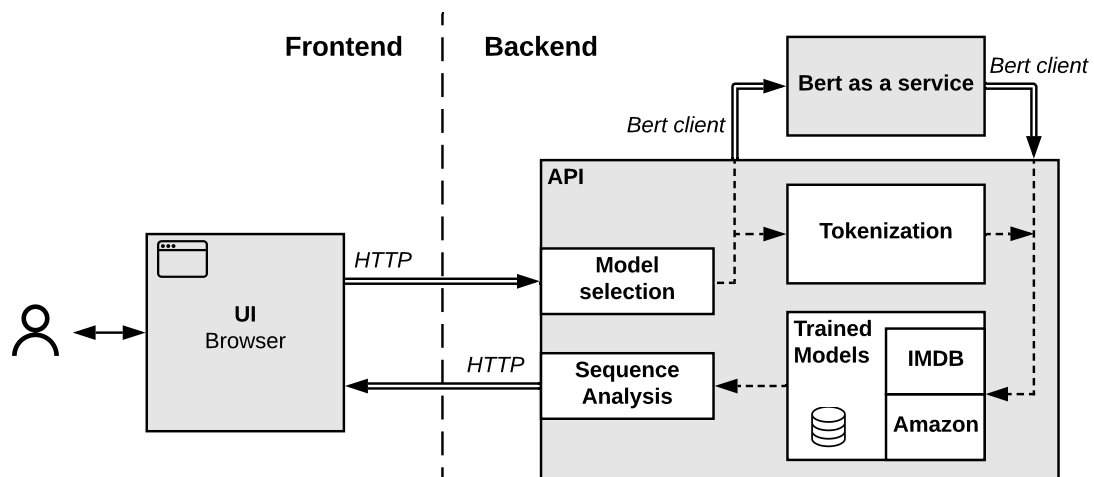 Frontend
Backend
Bert as a service
Bert client
Bert client
API
Tokenization
HTTP
Model
selection
UI
Browser
Trained
Models
IMDB
HTTP
Sequence
Analysis
Amazon